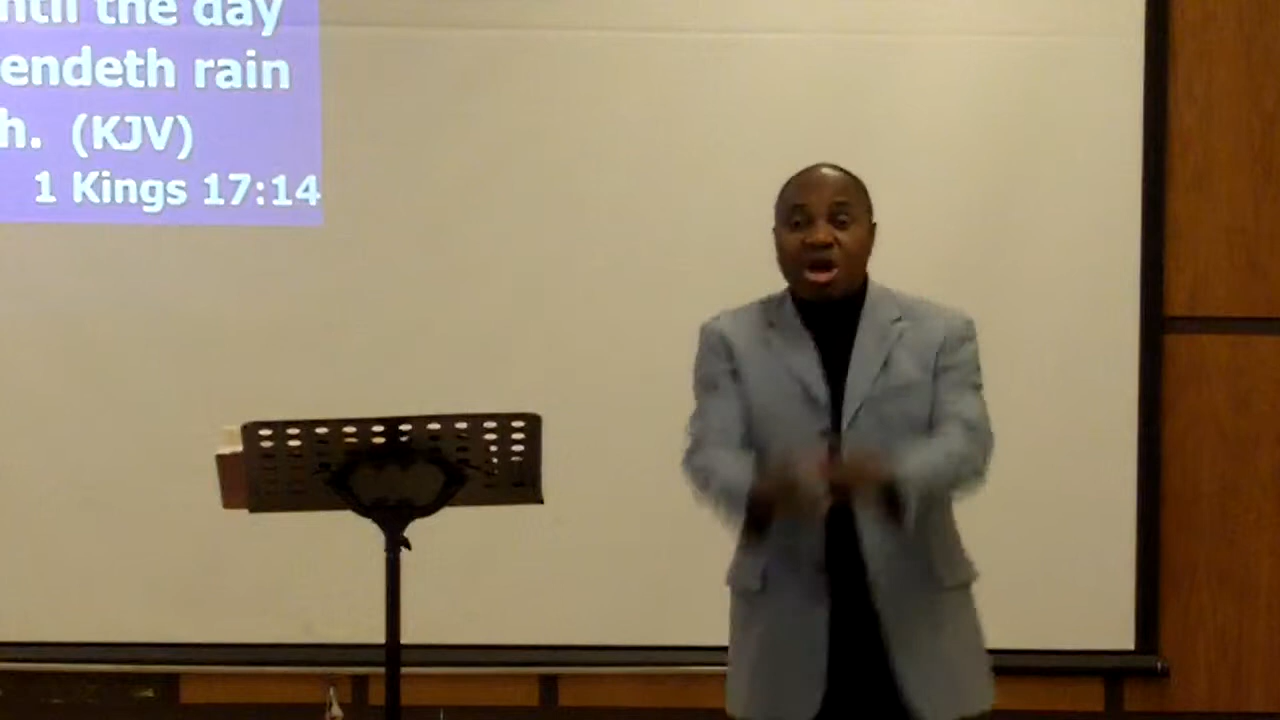 ntil the day
endeth rain
h. (KJV)
1 Kings 17:14